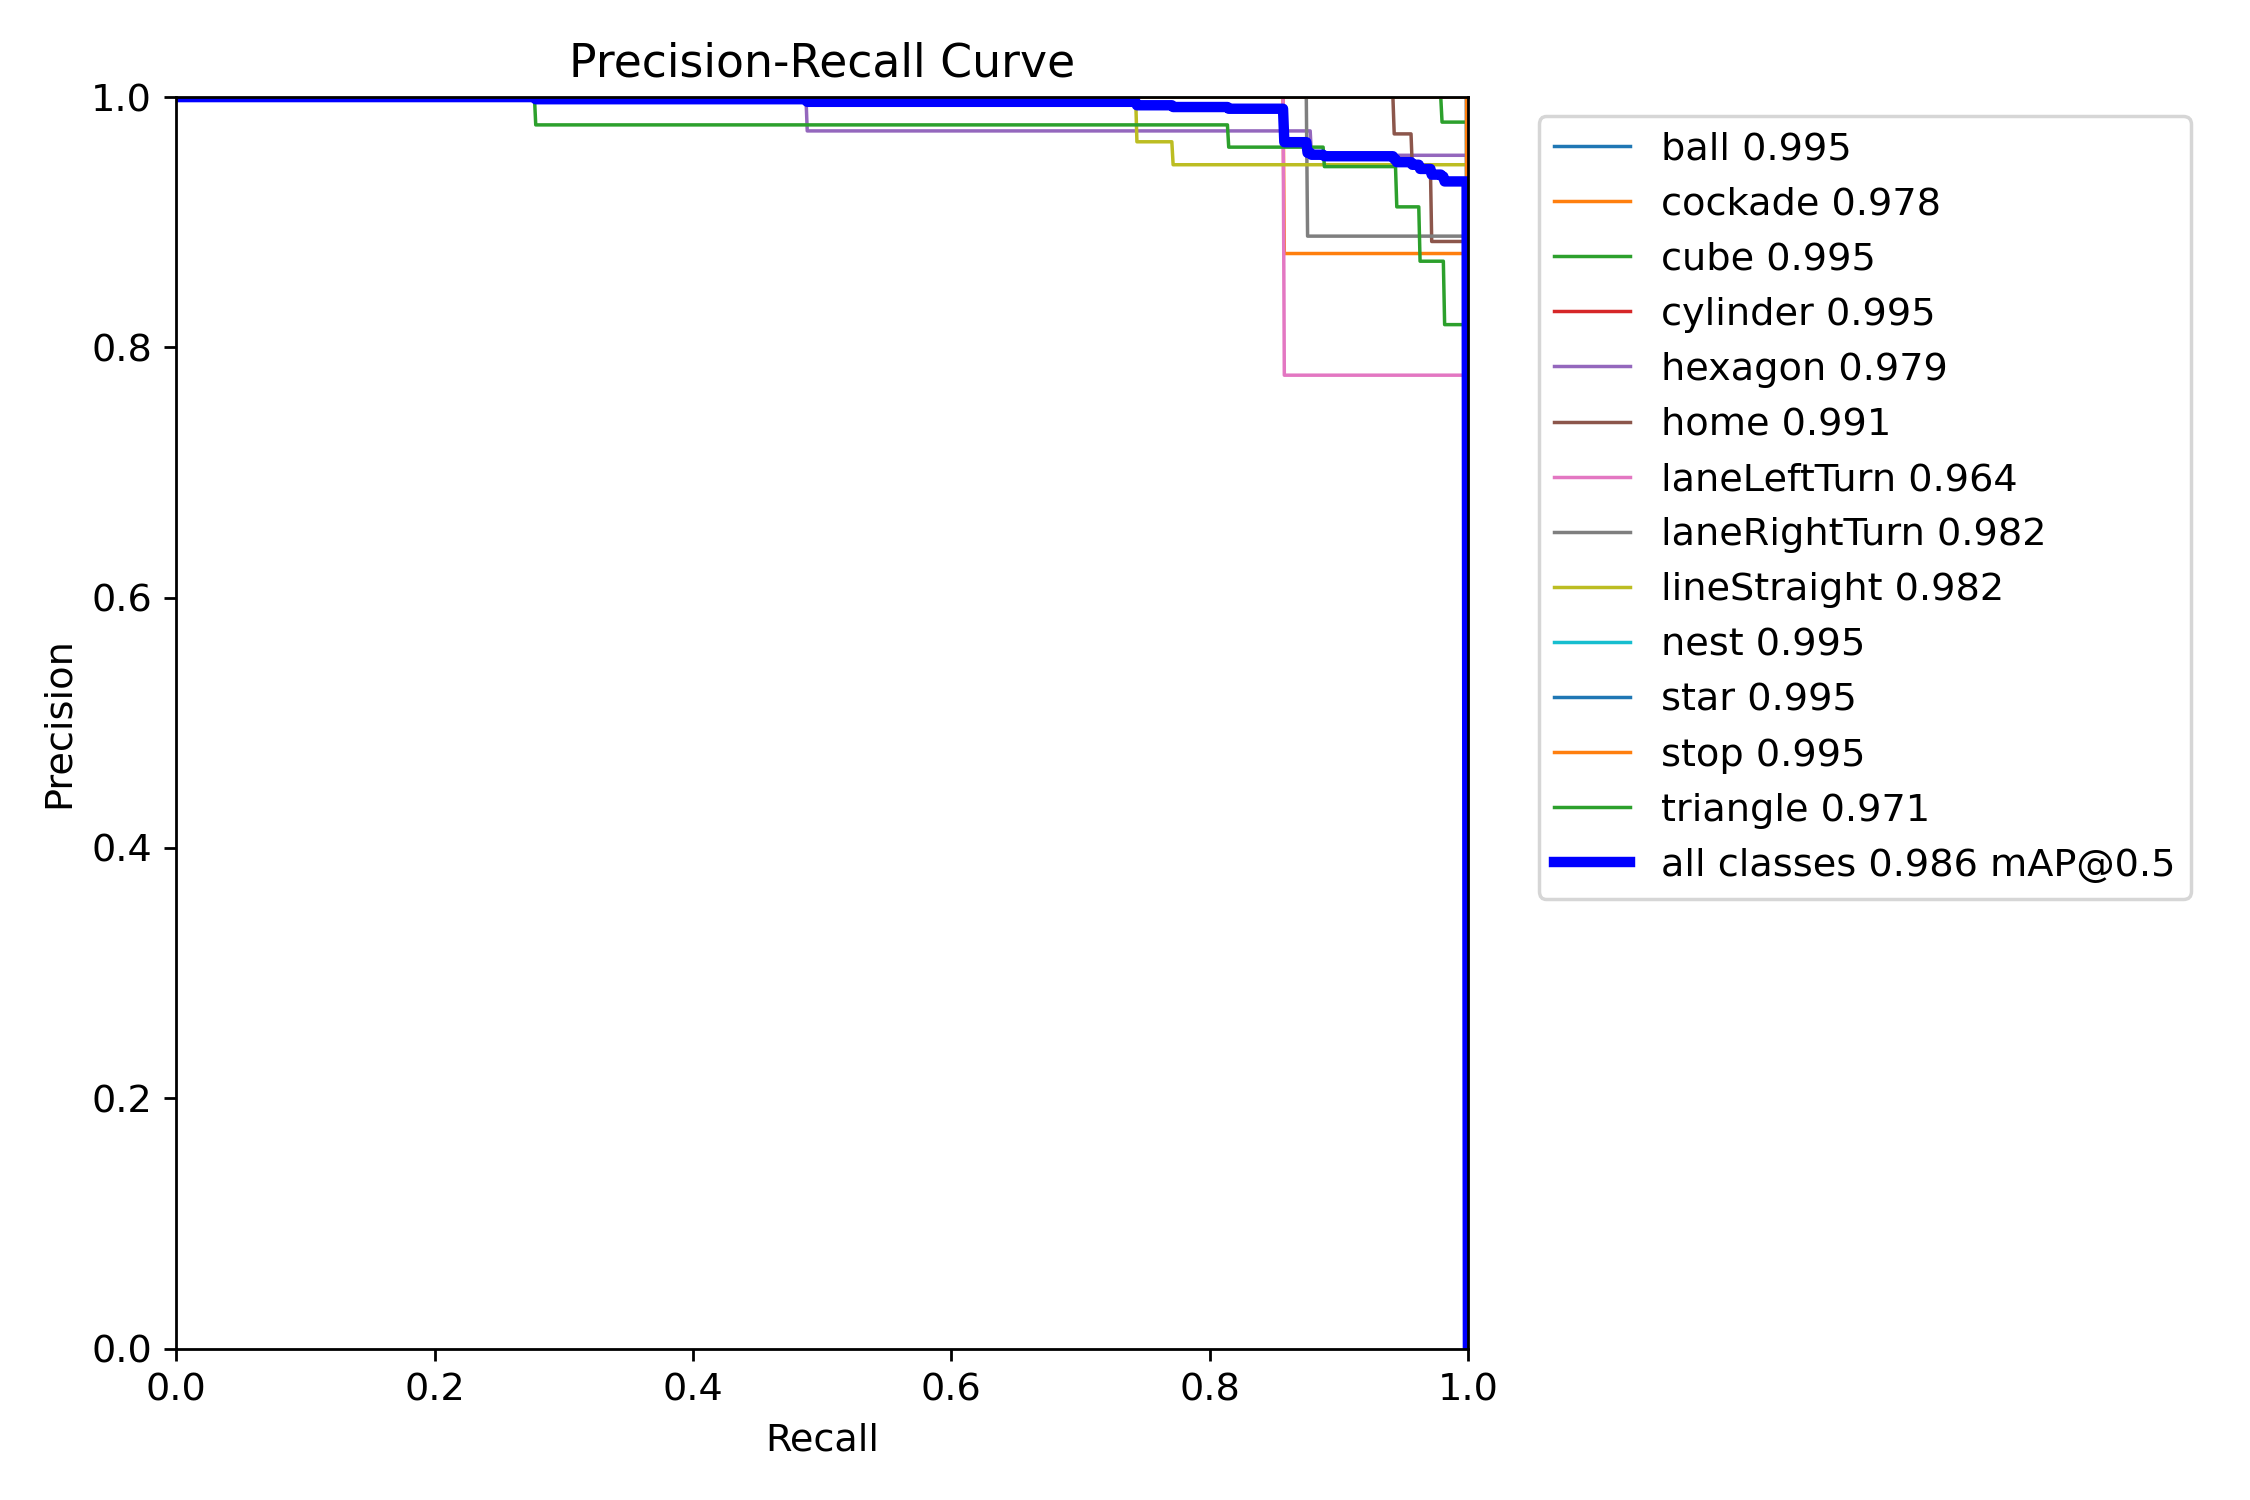 Precision-Recall Curve
1.0
0.8
0.6
0.4
0.2
0.0
Precision
0.0 0.2 0.4 0.6 0.8 1.0
Recall
ball 0.995
cockade 0.978
cube 0.995
cylinder 0.995
hexagon 0.979
home 0.991
laneLeftTurn 0.964
laneRightTurn 0.982
lineStraight 0.982
nest 0.995
star 0.995
stop 0.995
triangle 0.971
all classes 0.986 mAP@0.5